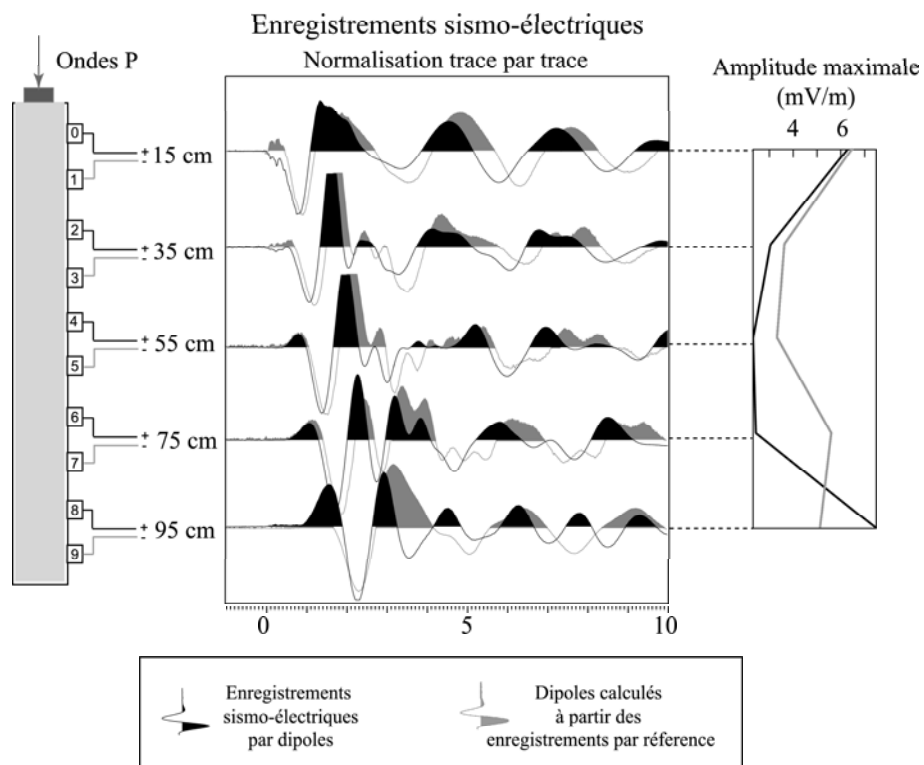 Enregistrements sismo-électriques
Ondes P
Normalisation trace par trace
Amplitude maximale
(mV/m)
4 6
0
+ 15 cm
-
1
2
+ 35 cm
-
3
4
+ 55 cm
-
5
6
+ 75 cm
-
7
8
+ 95 cm
-
9
0 5 10
Enregistrements
sismo-électriques
par dipoles
Dipoles calculés
à partir des
enregistrements par réference